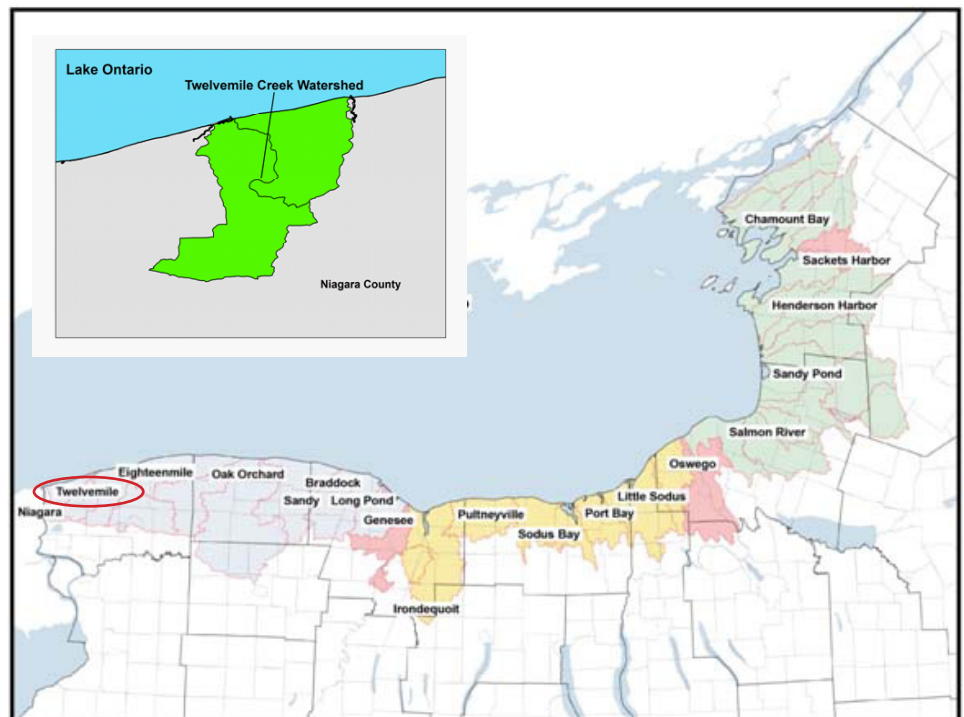 Lake Ontario
Twelvemile Creek Watershed
Niagara County
Chamount Bay
Sackets Harbor
Henderson Harbor
Sandy Pond
Salmon River
Oswego
Little Sodus
Port Bay
Sodus Bay
Pultneyville
Irondequoit
Genesee
Long Pond
Sandy
Braddock
Oak Orchard
Eighteenmile
Twelvemile
Niagara